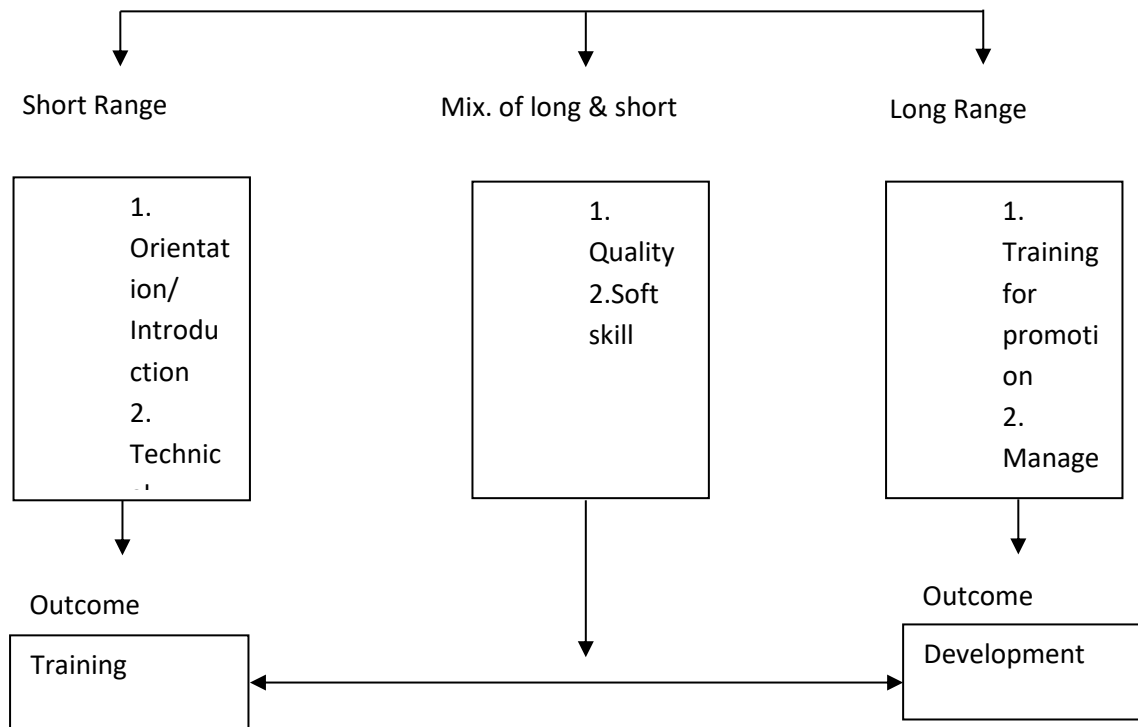 Short Range
Mix. of long & short
Long Range
1.
Orientat
ion/
Introdu
ction
2.
Technic
1.
Quality
2.Soft
skill
1.
Training
for
promoti
on
2.
Manage
Outcome
Outcome
Training
Development